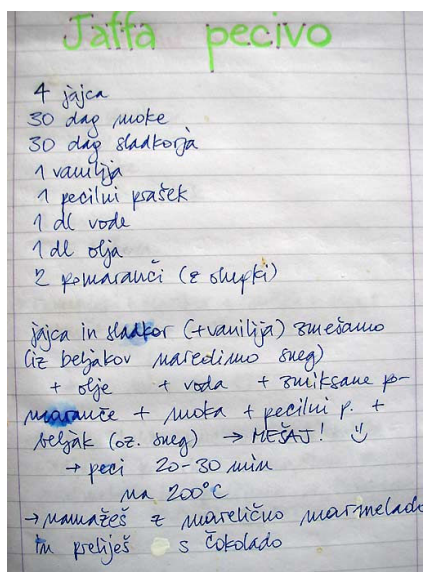 Jaffa pecivo
4 jajca
30 dag moke
30 dag sladkorja
1 vanilija
1 pecilni prašek
1 dl vode
1 dl olja
2 pomaranči (z olupki)
jajca in sladkor (+vanilija) zmešamo
(iz beljakov naredimo sneg)
+ olje + voda + zmiksane po-
maranče + moka + pecilni p. +
beljak (oz. sneg) → MEŠAJ! ☺
→ peci 20-30 min
na 200°C
→ namažeš z marelično marmelado
in preliješ s čokolado